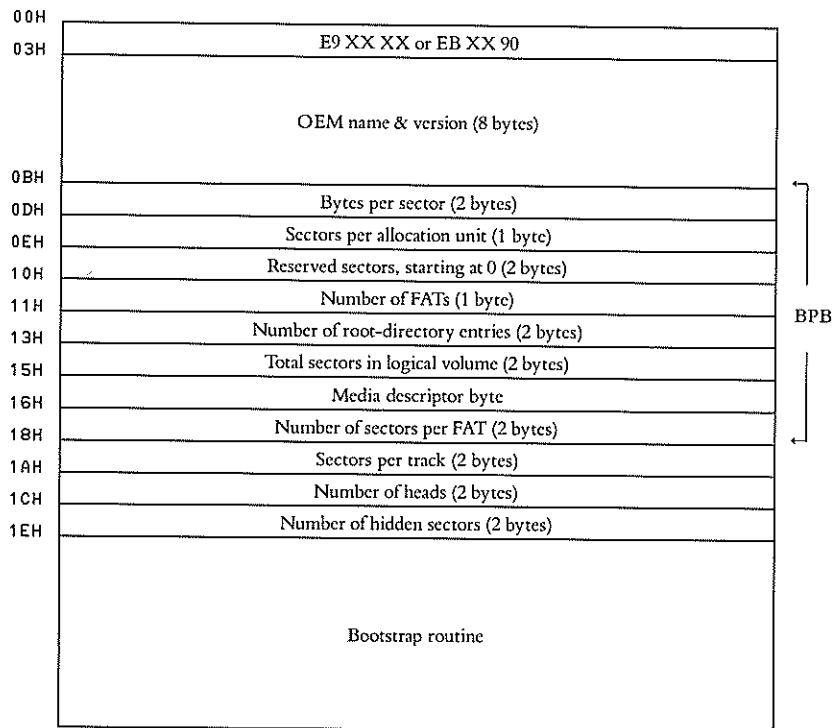 00H
E9 XX XX or EB XX 90
03H
OEM name & version (8 bytes)
0BH
Bytes per sector (2 bytes)
0DH
Sectors per allocation unit (1 byte)
0EH
Reserved sectors, starting at 0 (2 bytes)
10H
Number of FATs (1 byte)
11H
Number of root-directory entries (2 bytes)
13H
Total sectors in logical volume (2 bytes)
15H
Media descriptor byte
16H
Number of sectors per FAT (2 bytes)
18H
Sectors per track (2 bytes)
1AH
Number of heads (2 bytes)
1CH
Number of hidden sectors (2 bytes)
1EH
Bootstrap routine
BPB